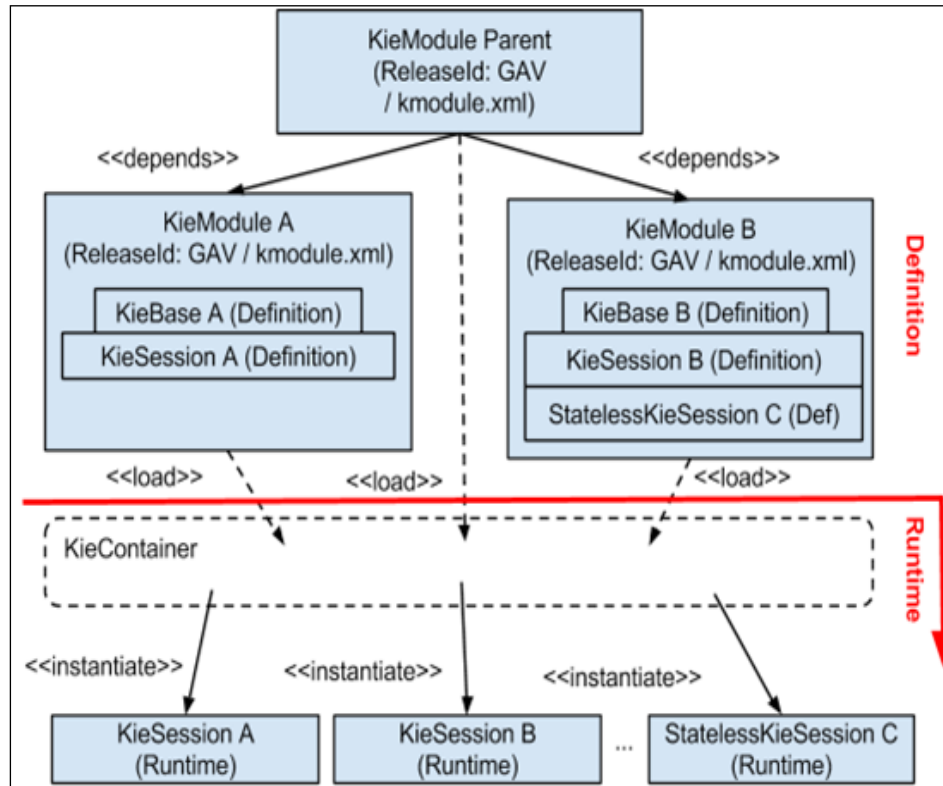 KieModule Parent
(ReleaseId: GAV
/ kmodule.xml)
<<depends>>
<<depends>>
KieModule A
(ReleaseId: GAV / kmodule.xml)
KieBase A (Definition)
KieSession A (Definition)
KieModule B
(ReleaseId: GAV / kmodule.xml)
KieBase B (Definition)
KieSession B (Definition)
StatelessKieSession C (Def)
Definition
<<load>>
<<load>>
<<load>>
KieContainer
Runtime
<<instantiate>>
<<instantiate>>
<<instantiate>>
KieSession A
(Runtime)
KieSession B
(Runtime)
...
StatelessKieSession C
(Runtime)